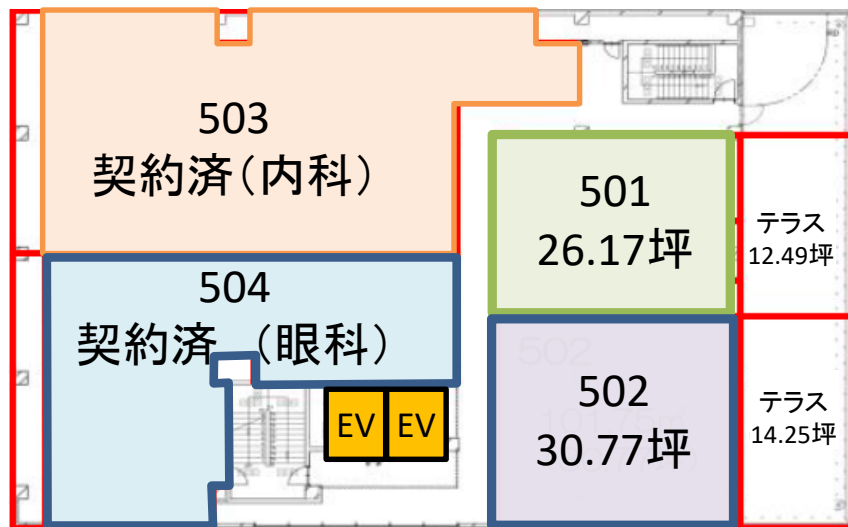 503
契約済(内科)
501
26.17坪
テラス
12.49坪
504
契約済 (眼科)
502
EV EV
502
30.77坪
テラス
14.25坪